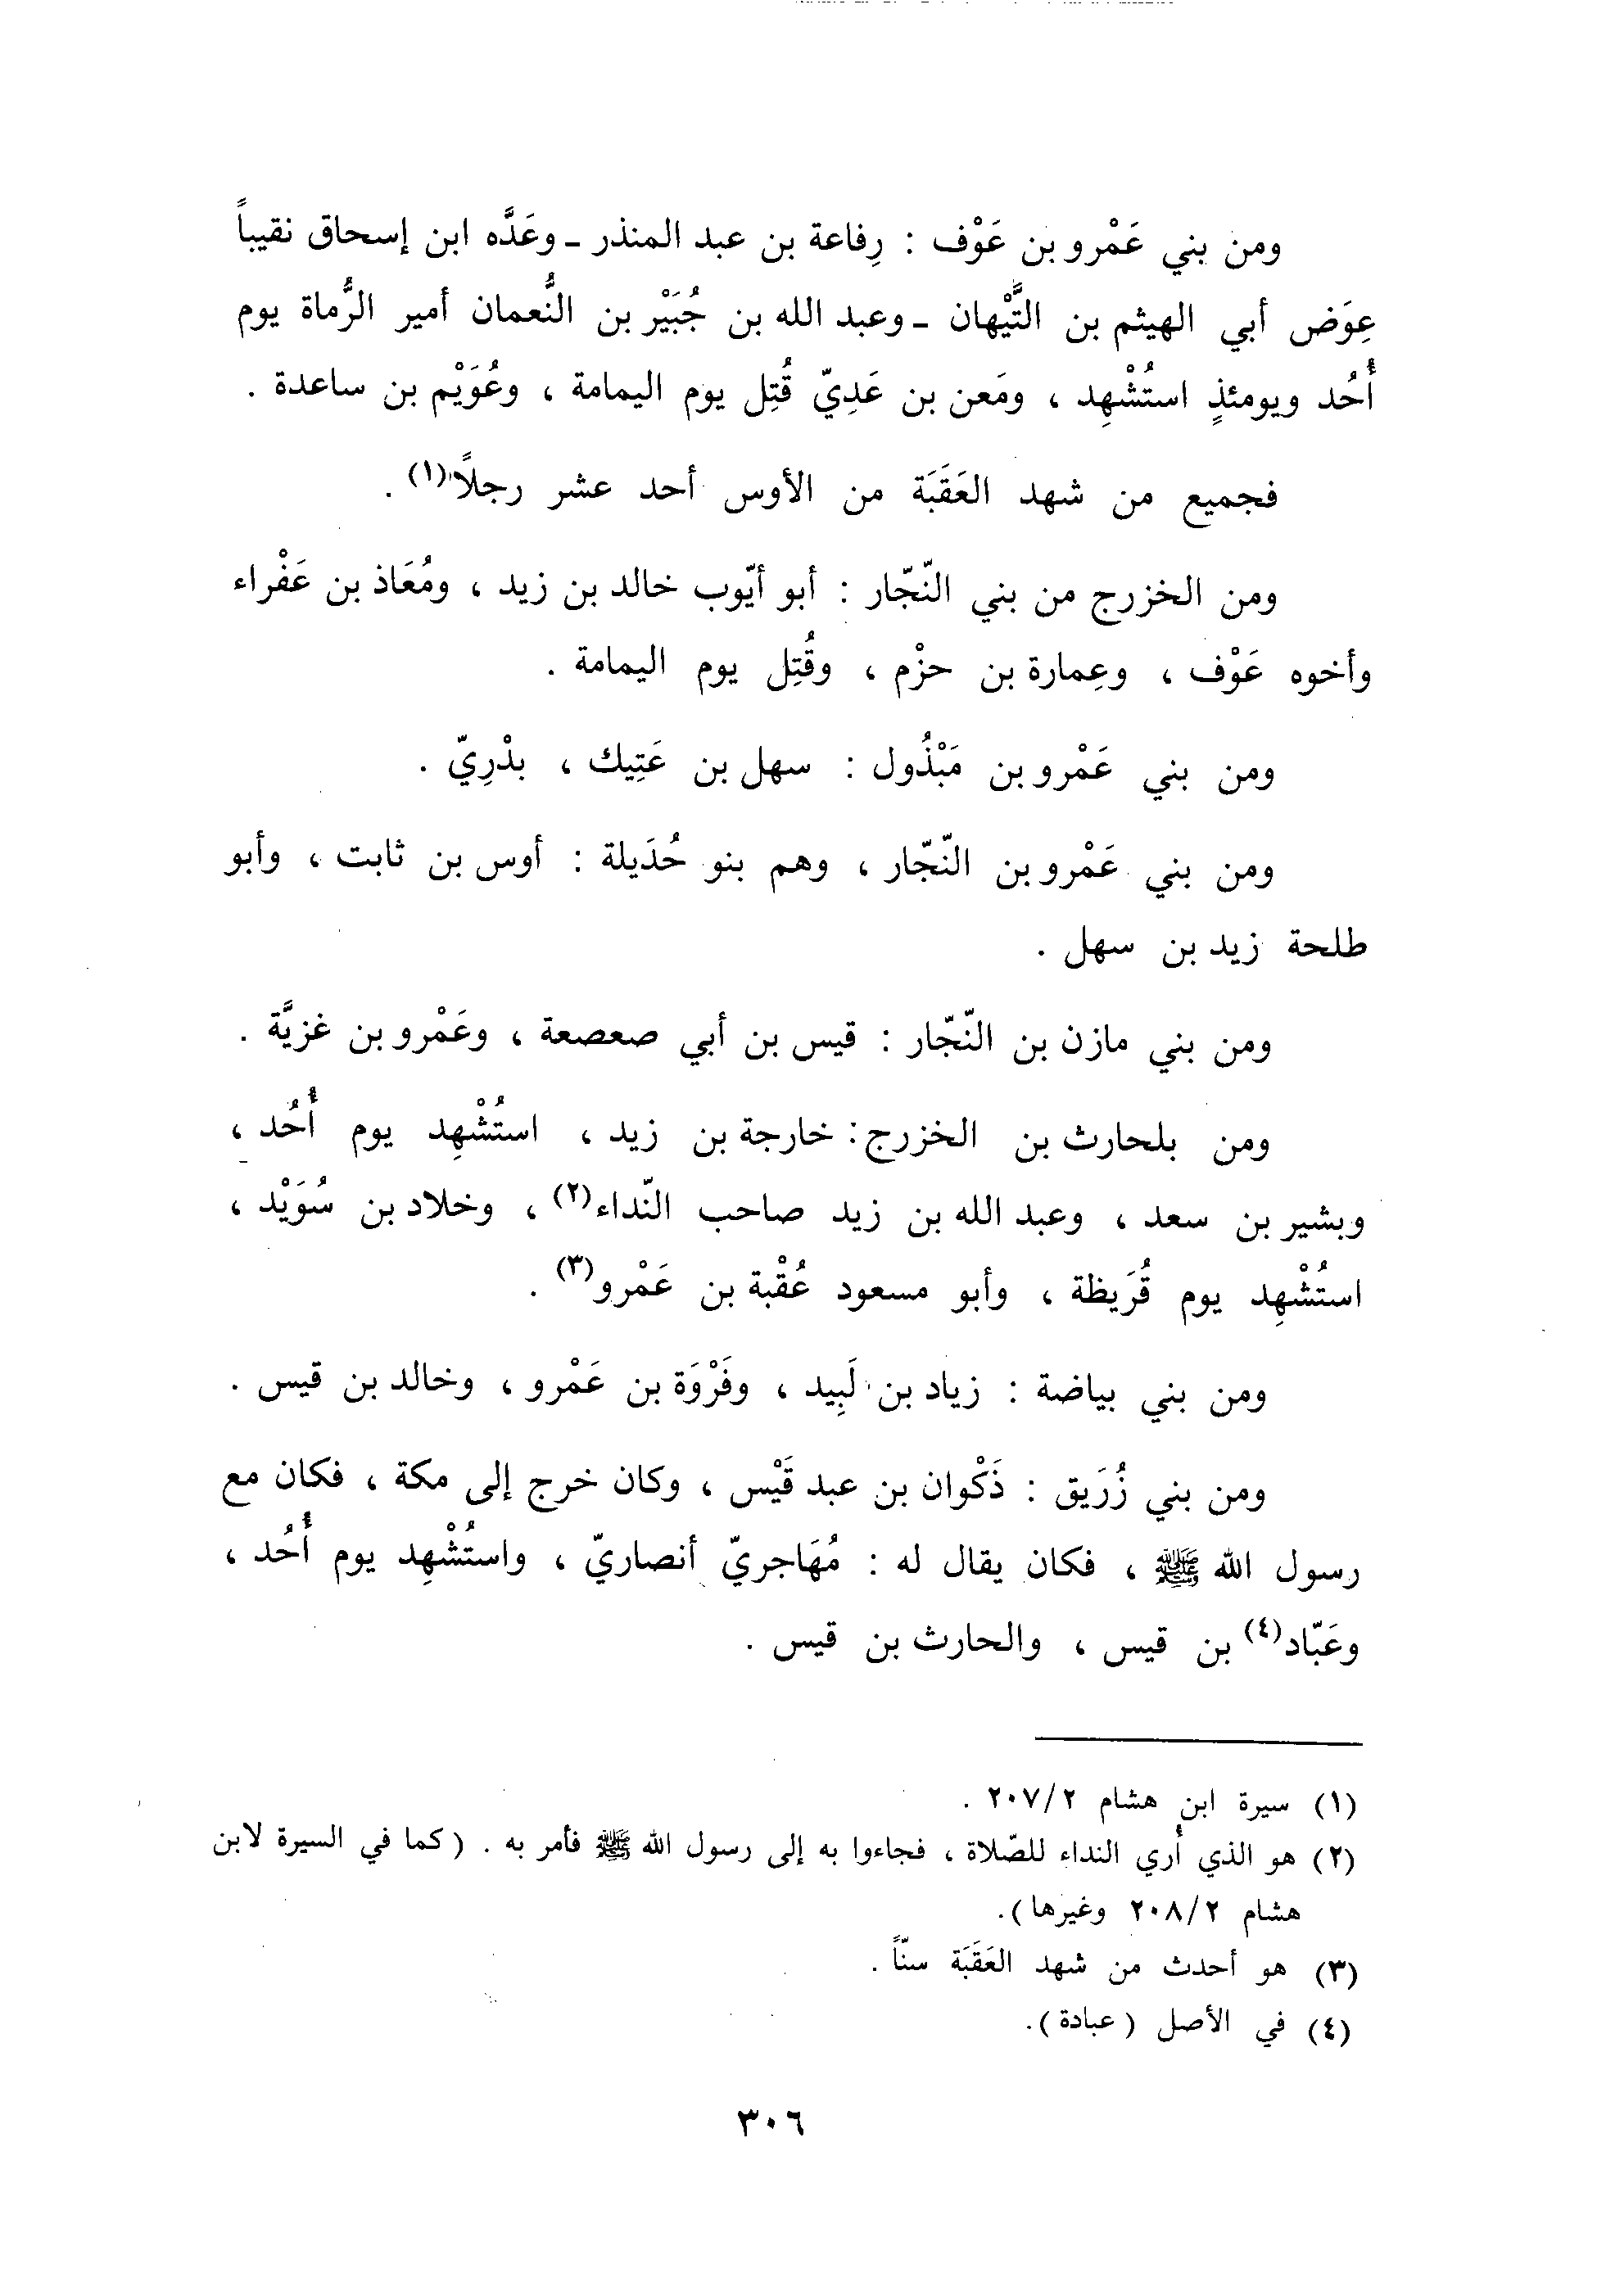 ومن بني عَمْرو بن عَوْف : رِفاعة بن عبد المنذر ـ وعَدَّه ابن إسحاق نقيباً
عِوَض أبي الهيثم بن التَّيْهان ـ وعبد الله بن جُبَيْر بن النُّعمان أمير الرُّماة يوم
أُحُد ويومئذٍ استُشْهِد ، ومَعن بن عَدِيّ قُتِل يوم اليمامة ، وعُوَيْم بن ساعدة .
فجميع من شهد العَقَبَة من الأوس أحد عشر رجلاً(١) .
ومن الخزرج من بني النّجّار : أبو أيّوب خالد بن زيد ، ومُعَاذ بن عَفْراء
وأخوه عَوْف ، وعِمارة بن حزْم ، وقُتِل يوم اليمامة .
ومن بني عَمْرو بن مَبْذُول : سهل بن عَتِيك ، بدْرِيّ .
ومن بني عَمْرو بن النّجّار ، وهم بنو حُدَيلة : أوس بن ثابت ، وأبو
طلحة زيد بن سهل .
ومن بني مازن بن النّجّار : قيس بن أبي صعصعة ، وعَمْرو بن غزيَّة .
ومن بلحارث بن الخزرج : خارجة بن زيد ، استُشْهِد يوم أُحُد ،
وبشير بن سعد ، وعبد الله بن زيد صاحب النّداء(٢) ، وخلاد بن سُوَيْد ،
استُشْهِد يوم قُرَيظة ، وأبو مسعود عُقْبة بن عَمْرو(٣) .
ومن بني بياضة : زياد بن لَبِيد ، وفَرْوَة بن عَمْرو ، وخالد بن قيس .
ومن بني زُرَيق : ذَكْوان بن عبد قَيْس ، وكان خرج إلى مكة ، فكان مع
رسول الله ﷺ ، فكان يقال له : مُهَاجريّ أنصاريّ ، واستُشْهِد يوم أُحُد ،
وعَبّاد(٤) بن قيس ، والحارث بن قيس .
(١) سيرة ابن هشام ٢٠٧/٢ .
(٢) هو الذي أُري النداء للصّلاة ، فجاءوا به إلى رسول الله ﷺ فأمر به . ( كما في السيرة لابن
هشام ٢٠٨/٢ وغيرها ).
(٣) هو أحدث من شهد العَقَبَة سنّاً .
(٤) في الأصل ( عبادة ).
٣٠٦